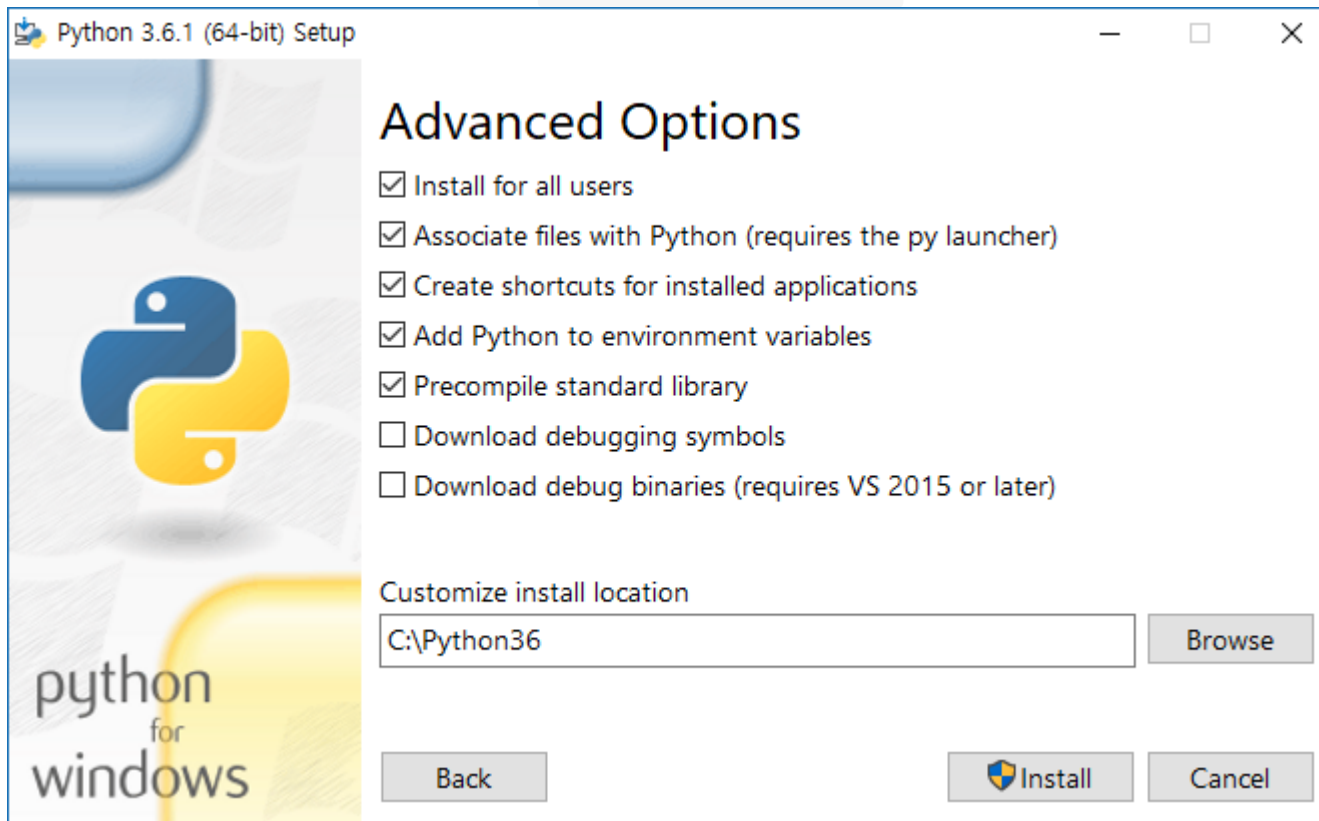 Python 3.6.1 (64-bit) Setup
Advanced Options
Install for all users
Associate files with Python (requires the py launcher)
Create shortcuts for installed applications
Add Python to environment variables
Precompile standard library
Download debugging symbols
Download debug binaries (requires VS 2015 or later)
Customize install location
C:\Python36
Browse
python
for
windows
Back
Install
Cancel